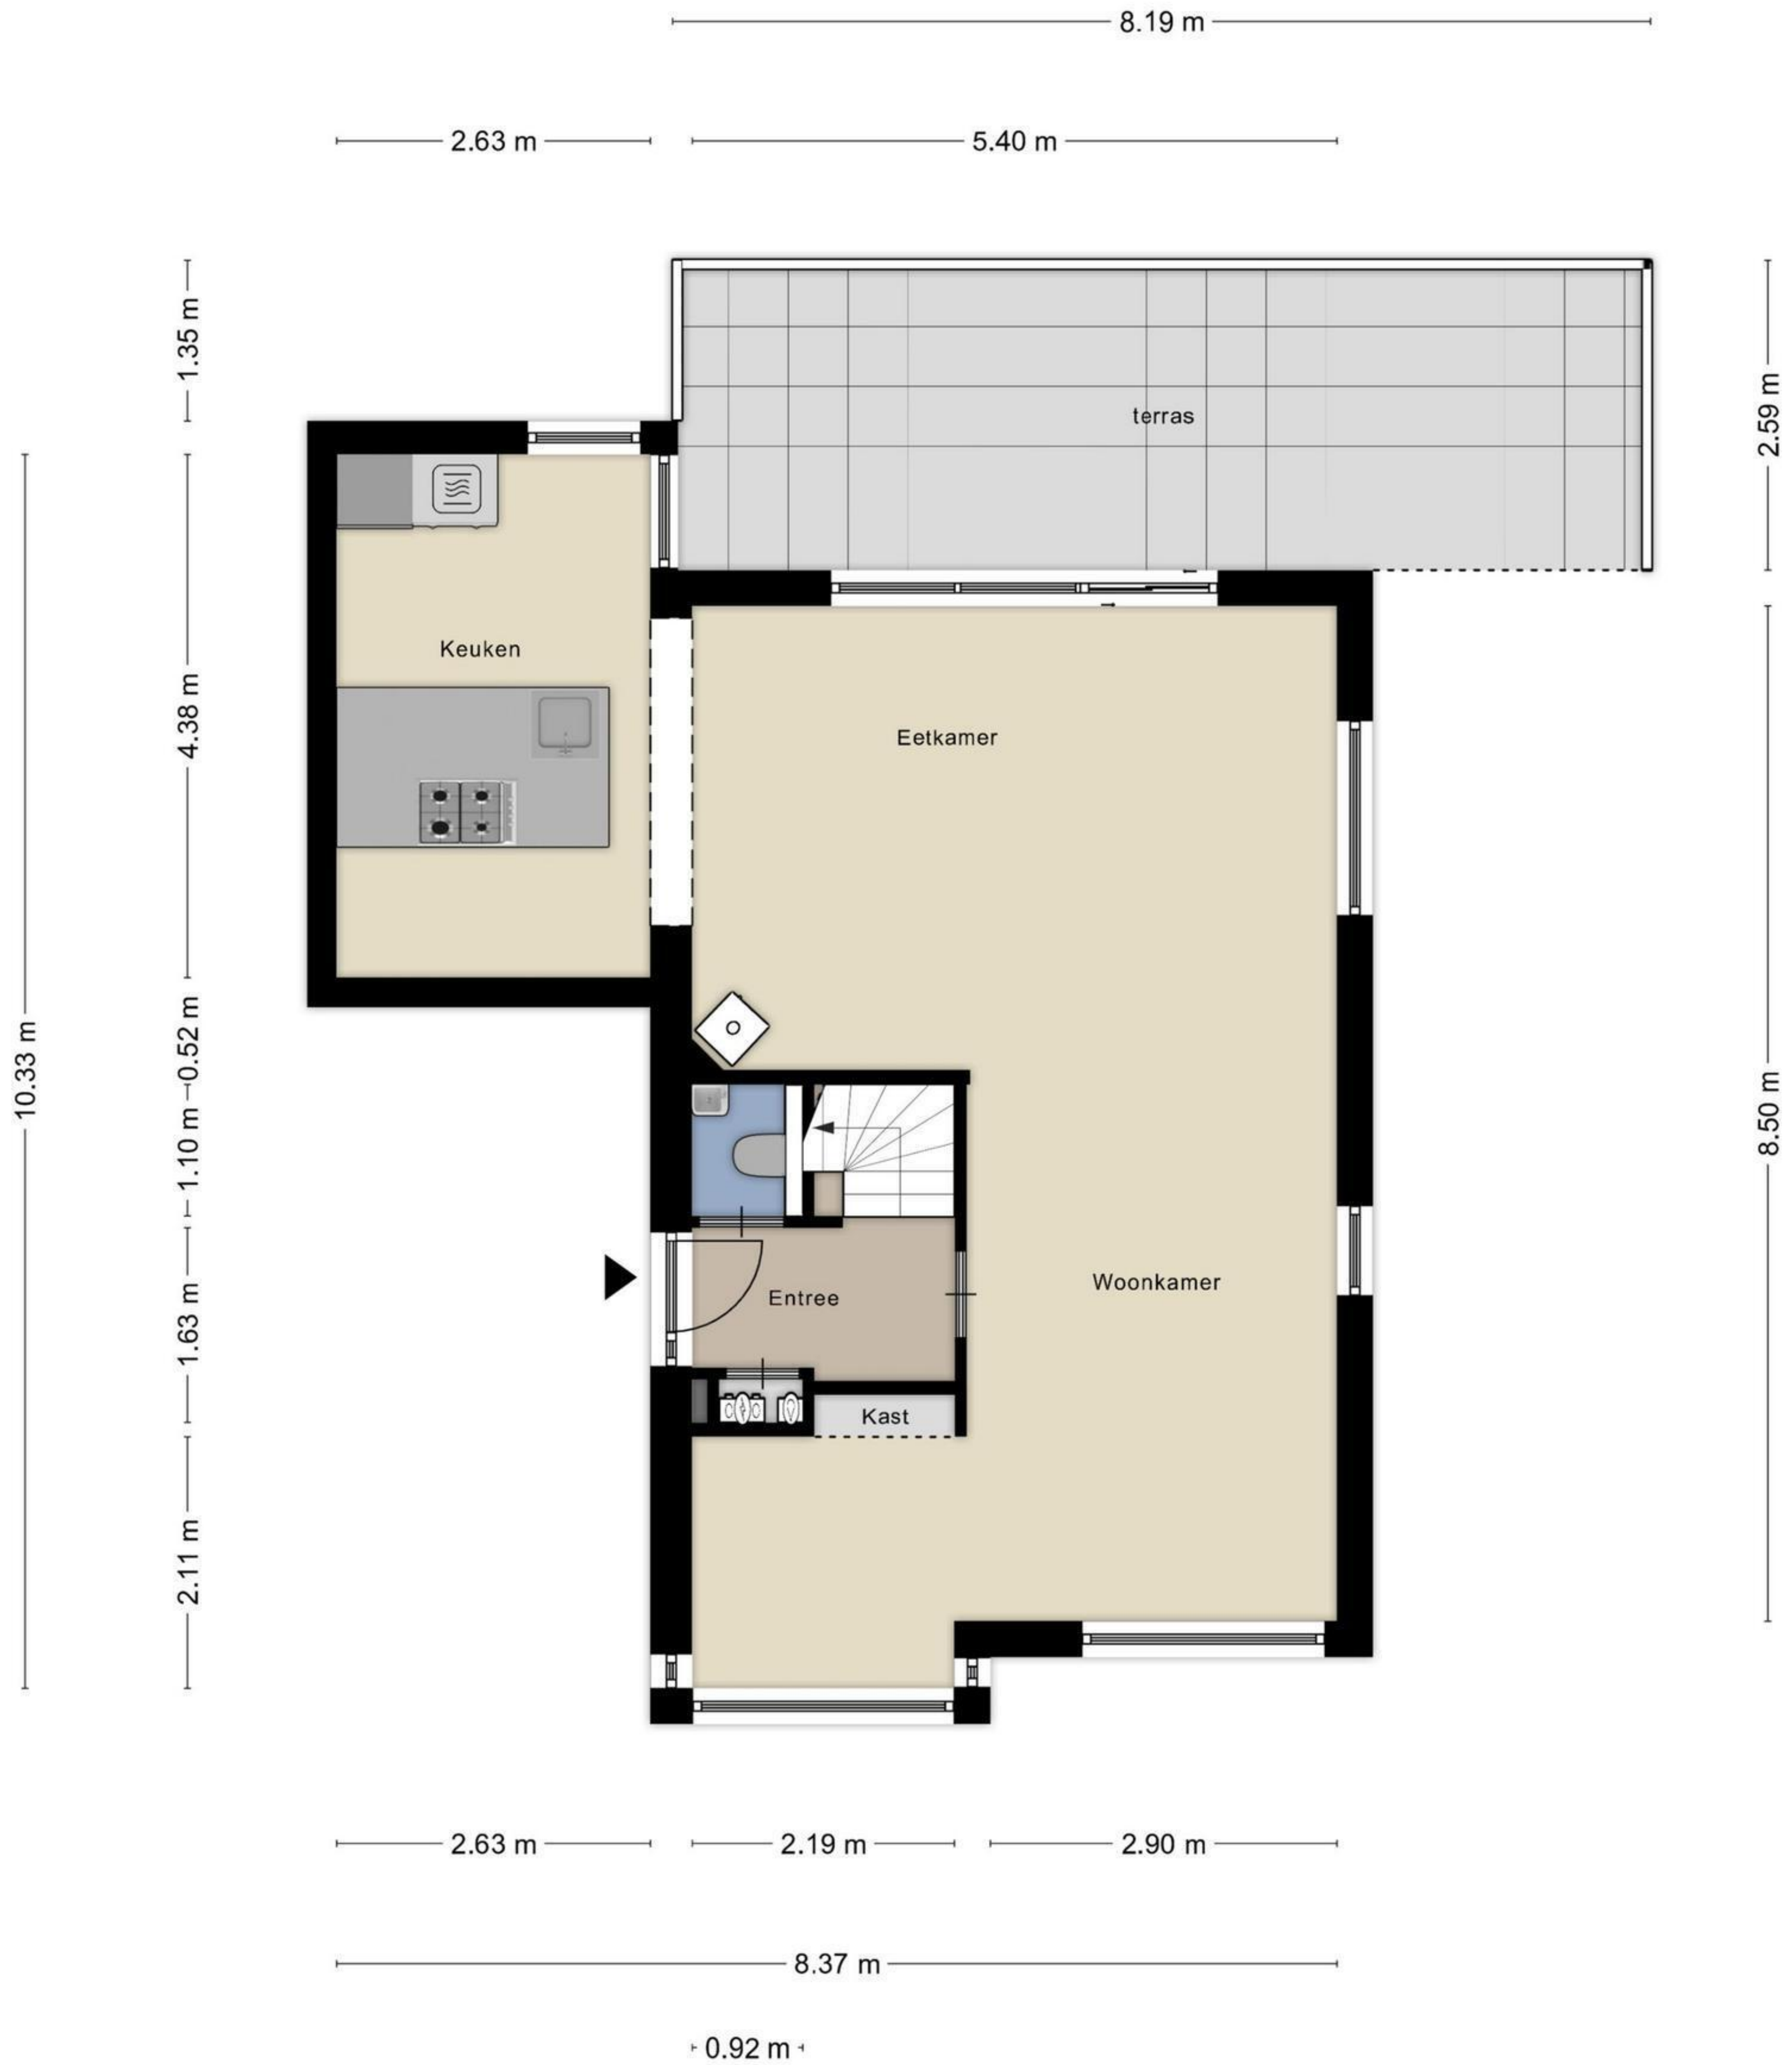 8.19 m
2.63 m
5.40 m
1.35 m
2.59 m
terras
Keuken
4.38 m
Eetkamer
10.33 m
0.52 m
1.10 m
8.50 m
1.63 m
Entree
Woonkamer
Kast
2.11 m
2.63 m
2.19 m
2.90 m
8.37 m
0.92 m